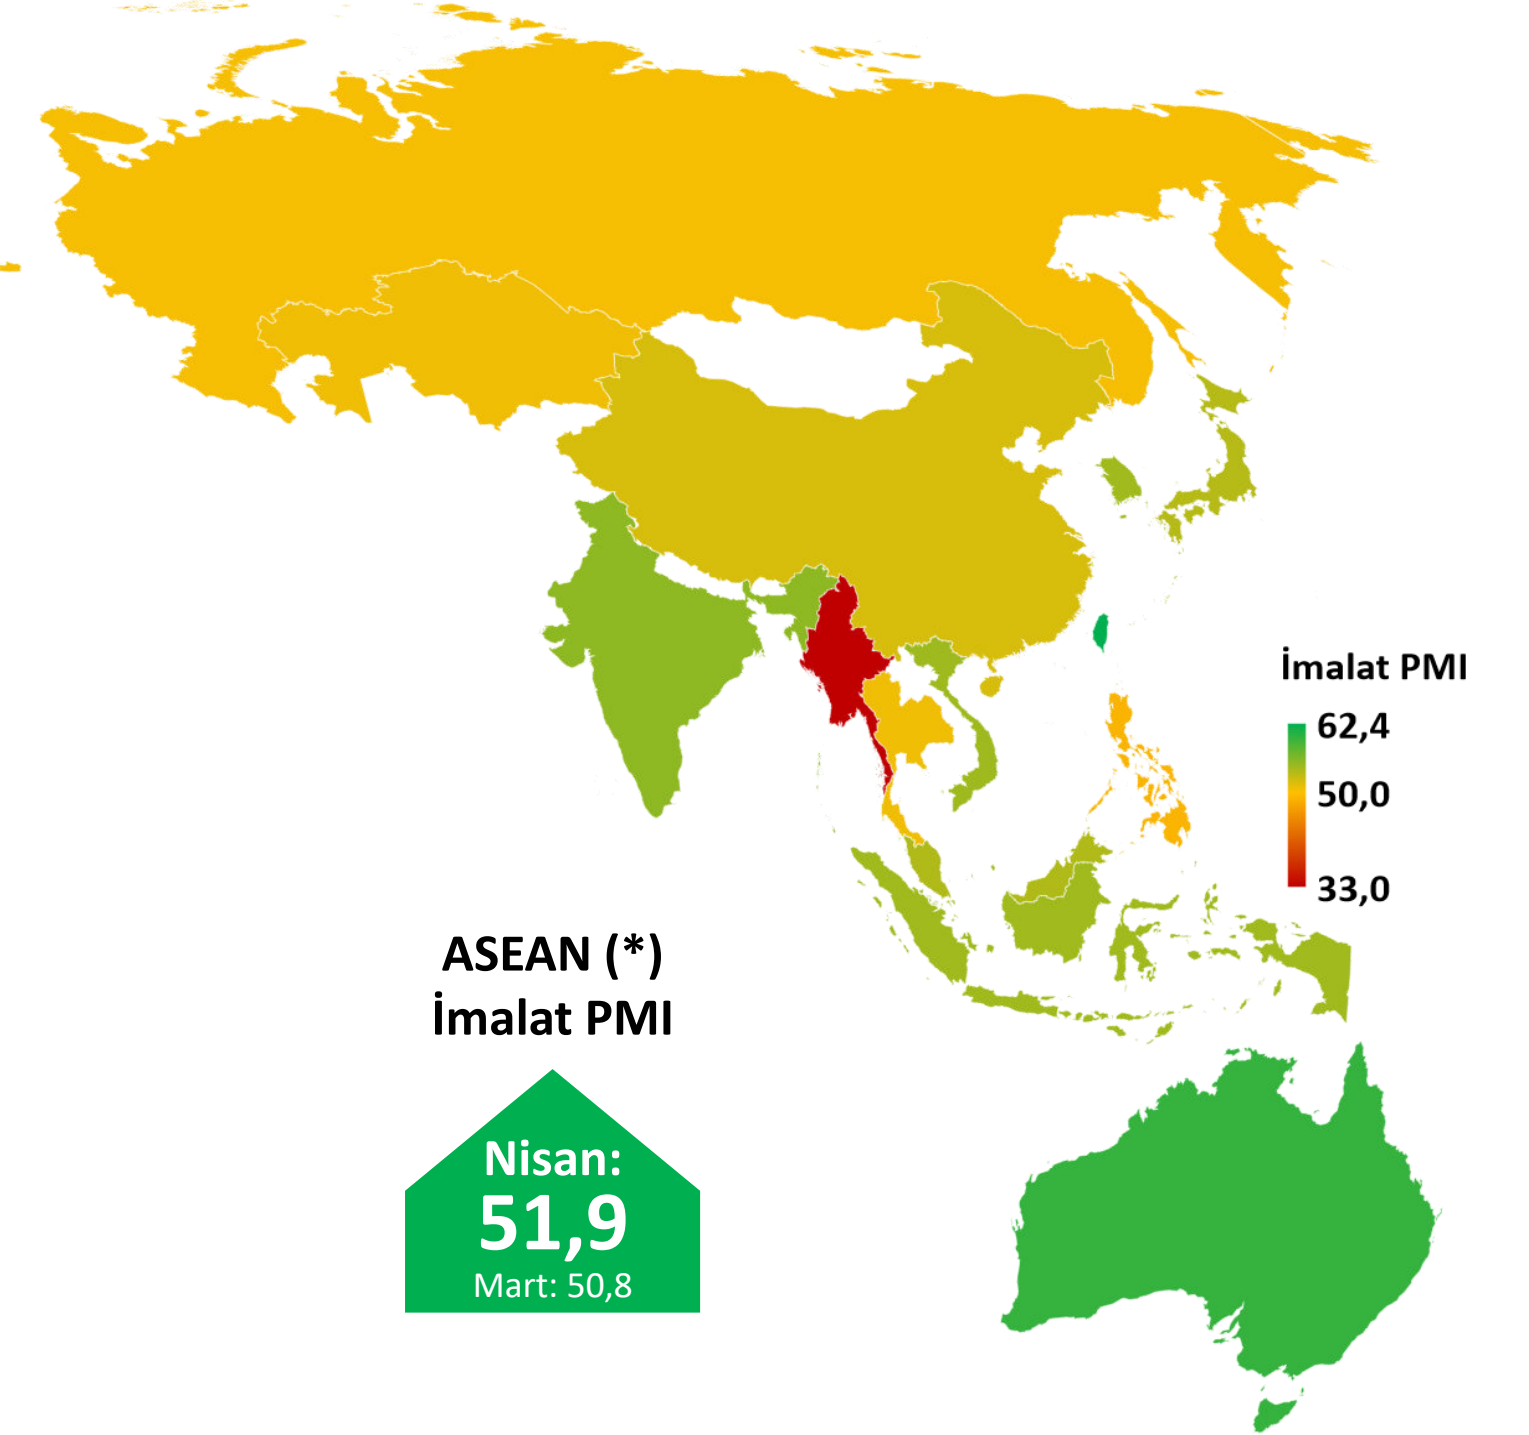 İmalat PMI
62,4
50,0
33,0
ASEAN (*)
İmalat PMI
Nisan:
51,9
Mart: 50,8